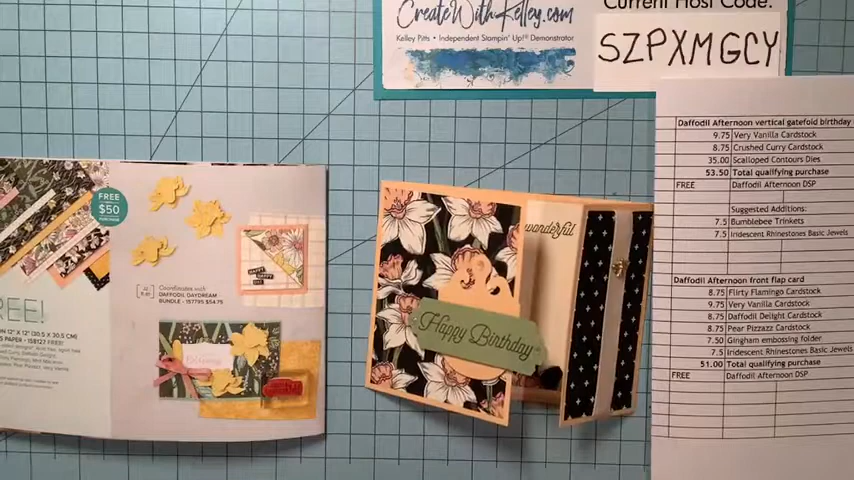 CreateWithKelley.com
Kelley Pitts • Independent Stampin' Up!® Demonstrator
Current Host Code:
SZPXMGCY
Daffodil Afternoon vertical gatefold birthday
9.75 Very Vanilla Cardstock
8.75 Crushed Curry Cardstock
35.00 Scalloped Contours Dies
53.50 Total qualifying purchase
FREE Daffodil Afternoon DSP
Suggested Additions:
7.5 Bumblebee Trinkets
7.5 Iridescent Rhinestones Basic Jewels
Daffodil Afternoon front flap card
8.75 Flirty Flamingo Cardstock
9.75 Very Vanilla Cardstock
8.75 Daffodil Delight Cardstock
8.75 Pear Pizzazz Cardstock
7.50 Gingham embossing folder
7.5 Iridescent Rhinestones Basic Jewels
51.00 Total qualifying purchase
FREE Daffodil Afternoon DSP
FREE
$50
Coordinates with
DAFFODIL DAYDREAM
BUNDLE
wonderful
Happy Birthday